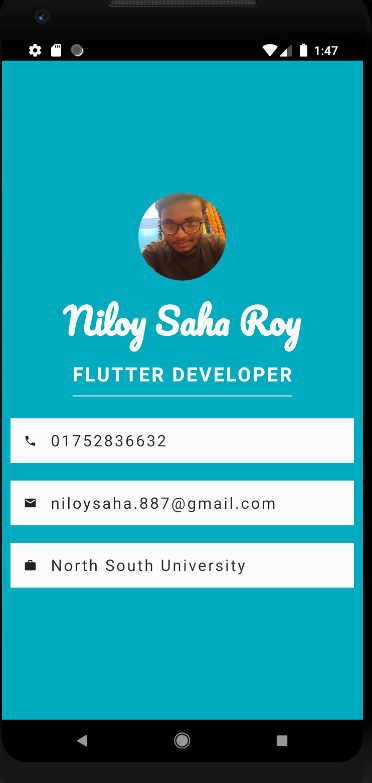 1:47
Niloy Saha Roy
FLUTTER DEVELOPER
01752836632
niloysaha.887@gmail.com
North South University